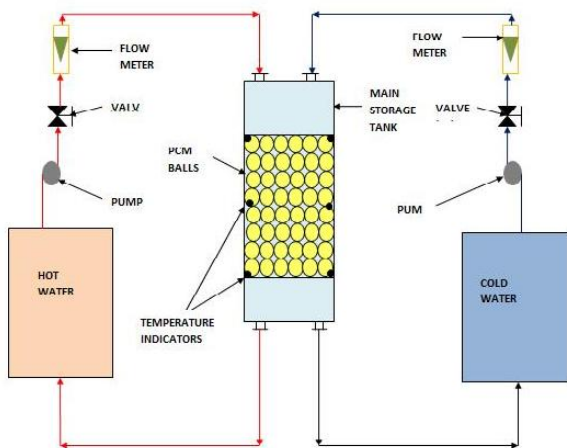 FLOW
METER
FLOW
METER
MAIN
STORAGE
TANK
VALV
VALVE
PCM
BALLS
PUMP
PUM
HOT
WATER
COLD
WATER
TEMPERATURE
INDICATORS